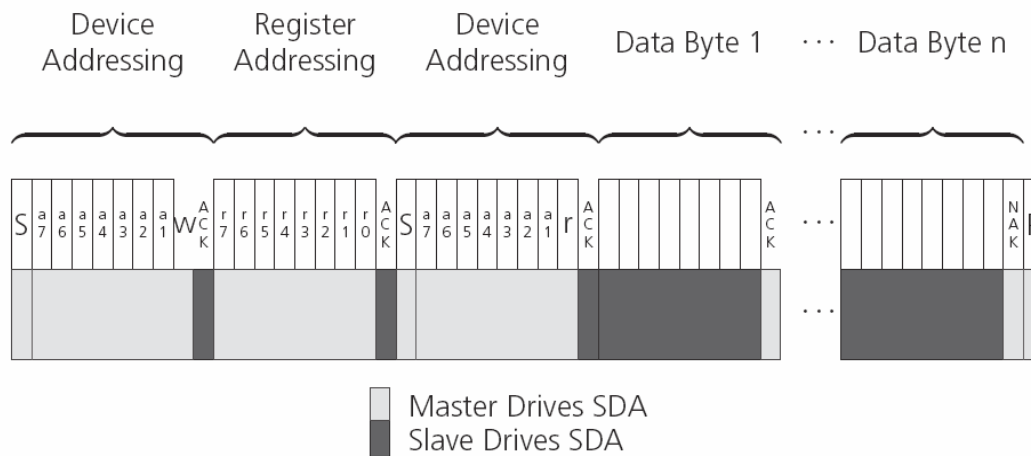 Device Addressing
Register Addressing
Device Addressing
Data Byte 1
...
Data Byte n
...
S a7 a6 a5 a4 a3 a2 a1 w ACK r7 r6 r5 r4 r3 r2 r1 r0 ACK S a7 a6 a5 a4 a3 a2 a1 r ACK ACK ... NAK
...
Master Drives SDA
Slave Drives SDA